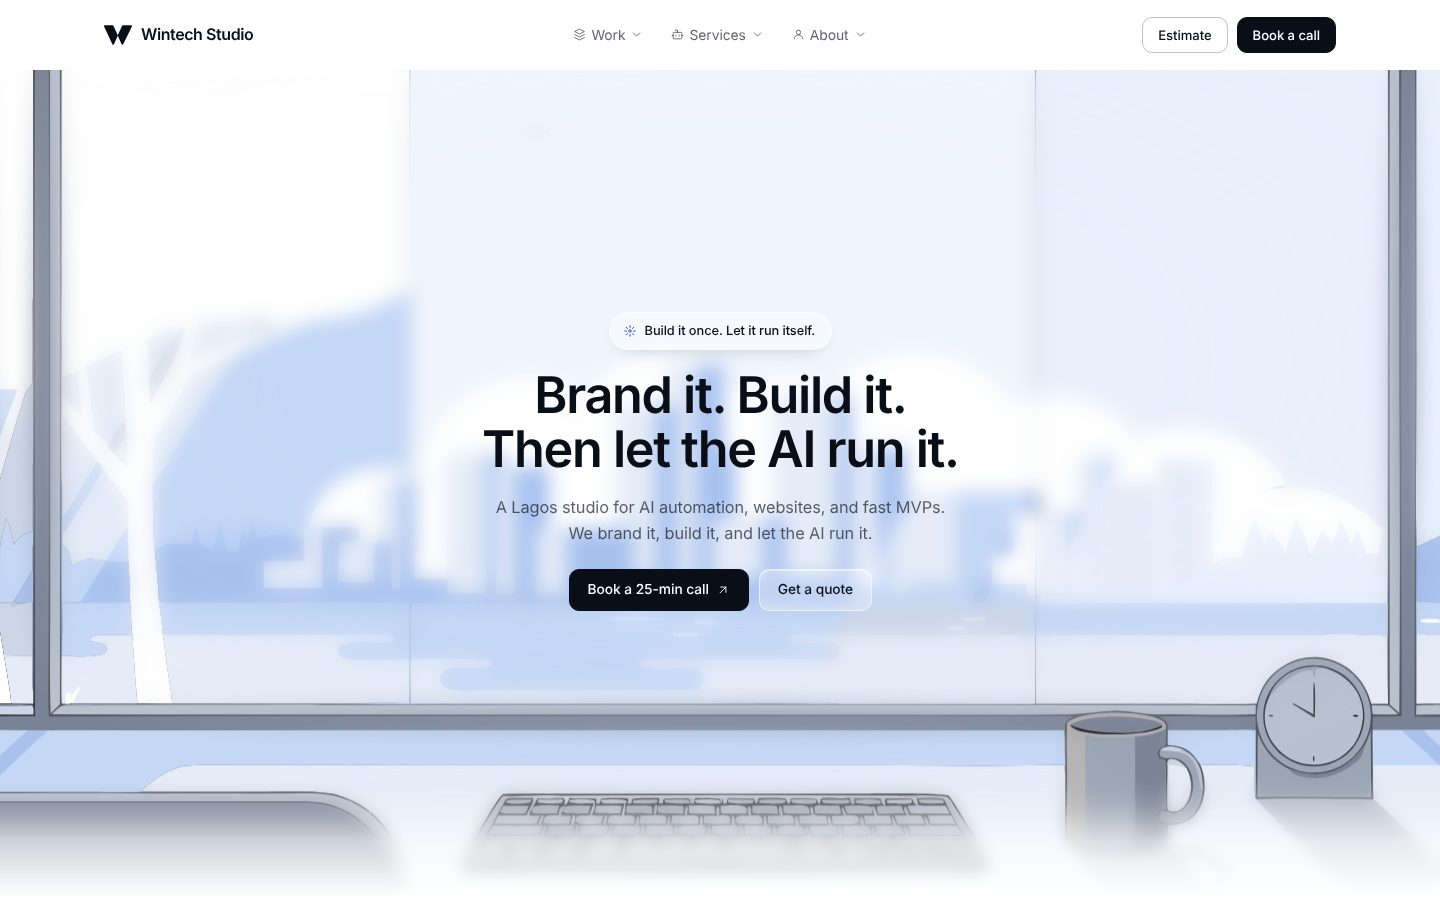 Wintech Studio
Work
Services
About
Estimate
Book a call
Build it once. Let it run itself.
Brand it. Build it.
Then let the AI run it.
A Lagos studio for AI automation, websites, and fast MVPs.
We brand it, build it, and let the AI run it.
Book a 25-min call
Get a quote